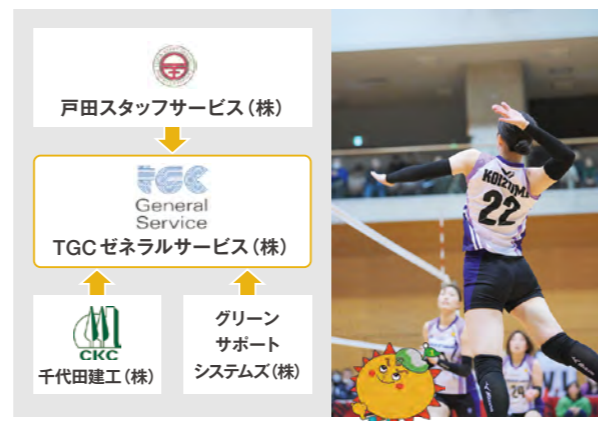 戸田スタッフサービス（株）
TGC
General
Service
TGCゼネラルサービス（株）
CKC
千代田建工（株）
グリーン
サポート
システムズ（株）
KOIZUMI
22
24